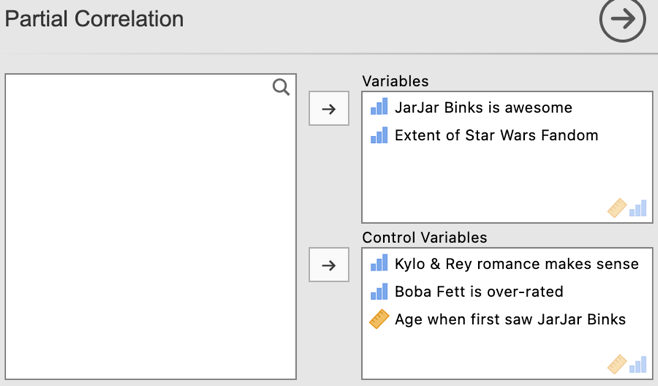 Partial Correlation
Variables
JarJar Binks is awesome
Extent of Star Wars Fandom
Control Variables
Kylo & Rey romance makes sense
Boba Fett is over-rated
Age when first saw JarJar Binks